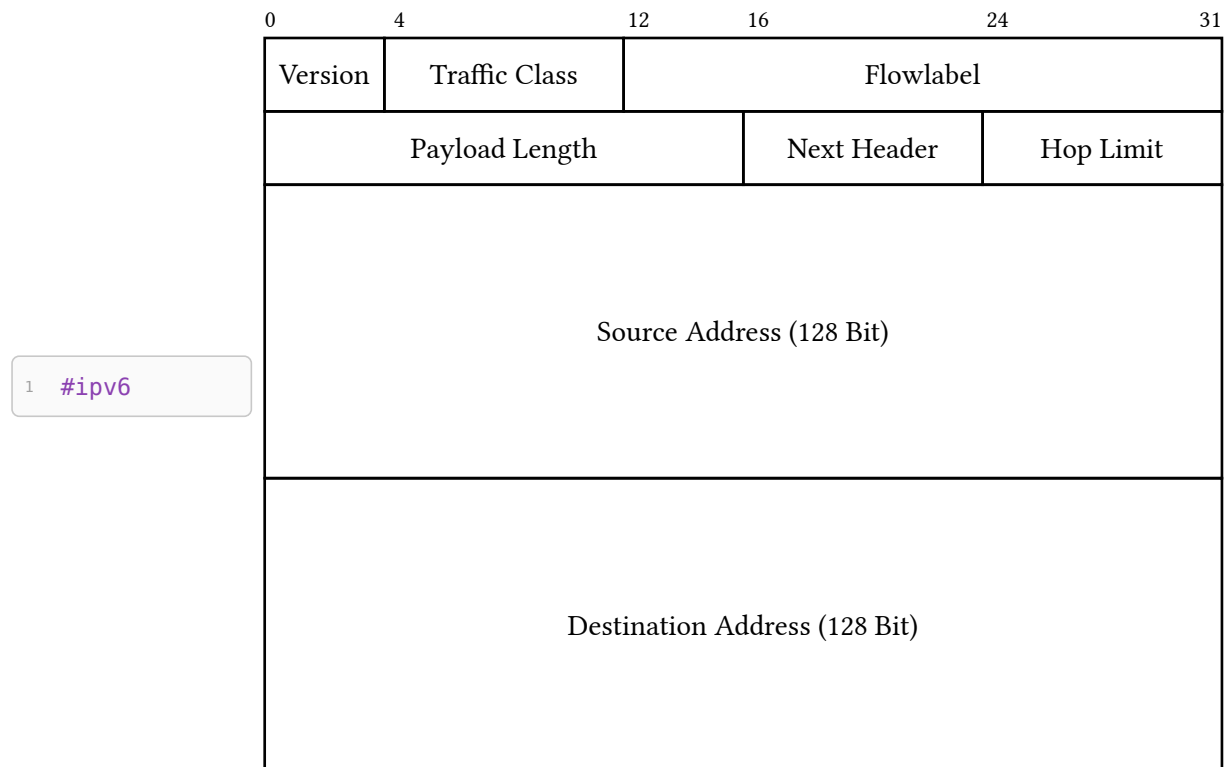 0 4 12 16 24 31
Version Traffic Class Flowlabel
Payload Length Next Header Hop Limit
Source Address (128 Bit)
1 #ipv6
Destination Address (128 Bit)